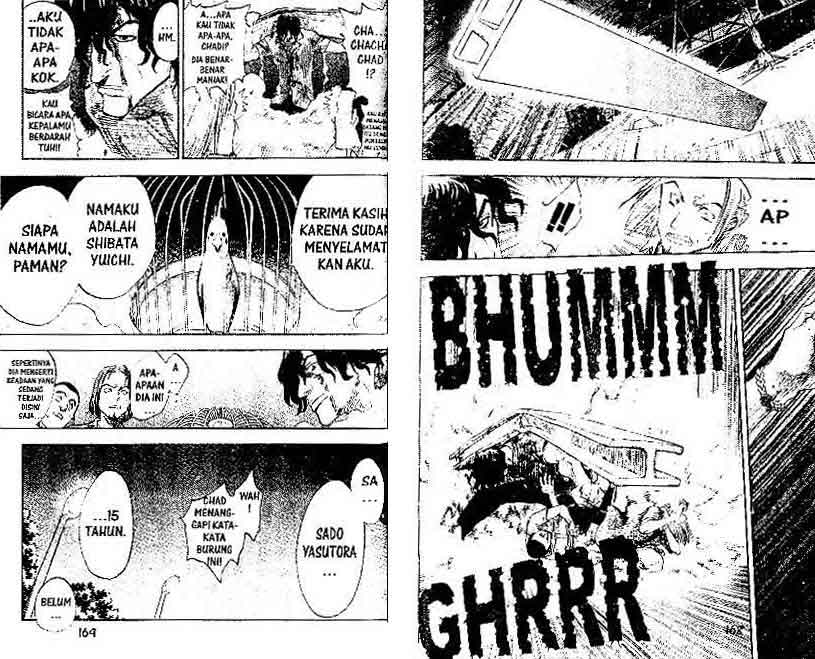 ...
AP
...
!!
BHUMMM
GHRRR
168
CHA...
CHACH
CHAD
!?
A...APA
KAU TIDAK
APA-APA,
CHAD?
DIA BENAR-
BENAR
MANIAK!
...
HM.
..AKU
TIDAK
APA-
APA
KOK.
KAU
BICARA APA,
KEPALAMU
BERDARAH
TUH!!
TERIMA KASIH
KARENA SUDAH
MENYELAMAT
KAN AKU.
NAMAKU
ADALAH
SHIBATA
YUICHI.
SIAPA
NAMAMU,
PAMAN?
A
...
APA-
APAAN
DIA INI
SEPERTINYA
DIA MENGERTI
KEADAAN YANG
SEDANG
TERJADI
DISINI
SAJA...
SA
...
SADO
YASUTORA
...
WAH
!
CHAD
MENANG-
GAPI KATA-
KATA
BURUNG
INI!
...15
TAHUN.
BELUM
...
169